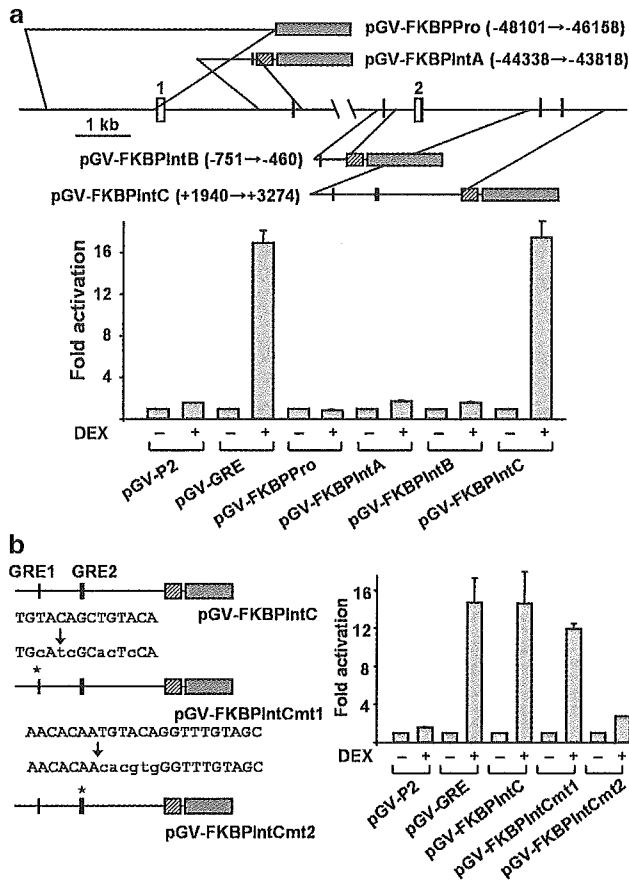 a
pGV-FKBPPro (-48101→-46158)
pGV-FKBPIntA (-44338→-43818)
1
2
1 kb
pGV-FKBPIntB (-751→-460)
pGV-FKBPIntC (+1940→+3274)
Fold activation
16
12
8
4
DEX
− + − + − + − + − + − +
pGV-P2
pGV-GRE
pGV-FKBPPro
pGV-FKBPIntA
pGV-FKBPIntB
pGV-FKBPIntC
b
GRE1 GRE2
pGV-FKBPIntC
TGTACAGCTGTACA
TGcAtcGCacTcCA
*
pGV-FKBPIntCmt1
AACACAATGTACAGGTTTGTAGC
AACACAAcacgtgGGTTTGTAGC
*
pGV-FKBPIntCmt2
Fold activation
16
12
8
4
DEX
− + − + − + − + − +
pGV-P2
pGV-GRE
pGV-FKBPIntC
pGV-FKBPIntCmt1
pGV-FKBPIntCmt2